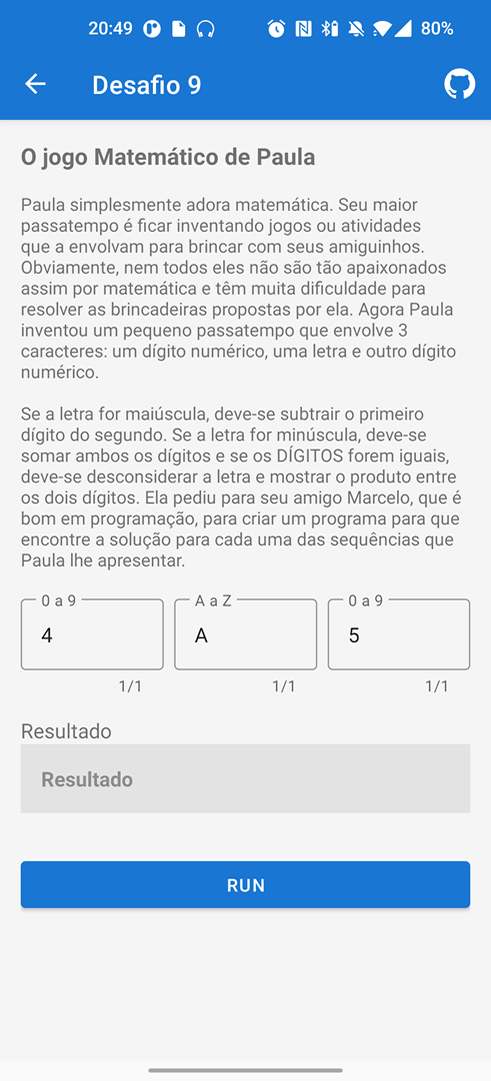 20:49 80%
Desafio 9
O jogo Matemático de Paula
Paula simplesmente adora matemática. Seu maior
passatempo é ficar inventando jogos ou atividades
que a envolvam para brincar com seus amiguinhos.
Obviamente, nem todos eles não são tão apaixonados
assim por matemática e têm muita dificuldade para
resolver as brincadeiras propostas por ela. Agora Paula
inventou um pequeno passatempo que envolve 3
caracteres: um dígito numérico, uma letra e outro dígito
numérico.
Se a letra for maiúscula, deve-se subtrair o primeiro
dígito do segundo. Se a letra for minúscula, deve-se
somar ambos os dígitos e se os DÍGITOS forem iguais,
deve-se desconsiderar a letra e mostrar o produto entre
os dois dígitos. Ela pediu para seu amigo Marcelo, que é
bom em programação, para criar um programa para que
encontre a solução para cada uma das sequências que
Paula lhe apresentar.
0 a 9 A a Z 0 a 9
4 A 5
1/1 1/1 1/1
Resultado
Resultado
RUN